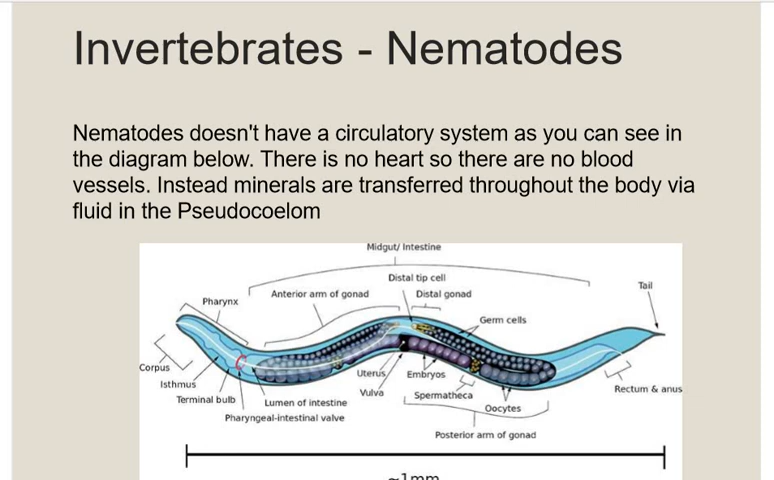 Invertebrates - Nematodes
Nematodes doesn't have a circulatory system as you can see in
the diagram below. There is no heart so there are no blood
vessels. Instead minerals are transferred throughout the body via
fluid in the Pseudocoelom
Midgut/ Intestine
Distal tip cell
Anterior arm of gonad
Distal gonad
Tail
Pharynx
Germ cells
Corpus
Isthmus
Terminal bulb
Lumen of intestine
Pharyngeal-intestinal valve
Uterus
Vulva
Embryos
Spermatheca
Oocytes
Posterior arm of gonad
Rectum & anus
~1mm